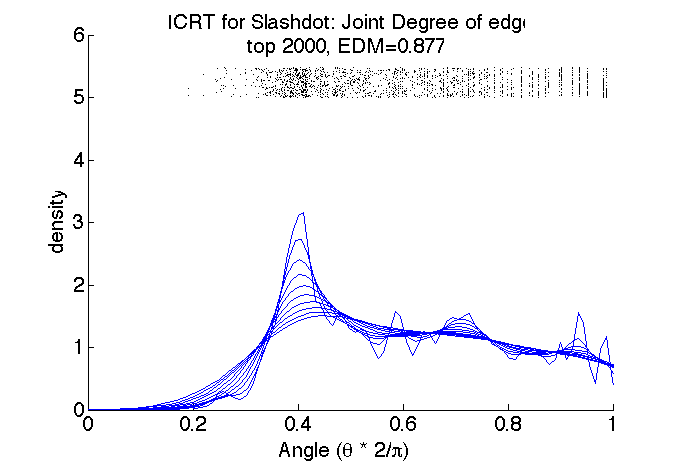 ICRT for Slashdot: Joint Degree of edge
top 2000, EDM=0.877
6
5
4
3
2
1
0
density
0 0.2 0.4 0.6 0.8 1
Angle (θ * 2/π)